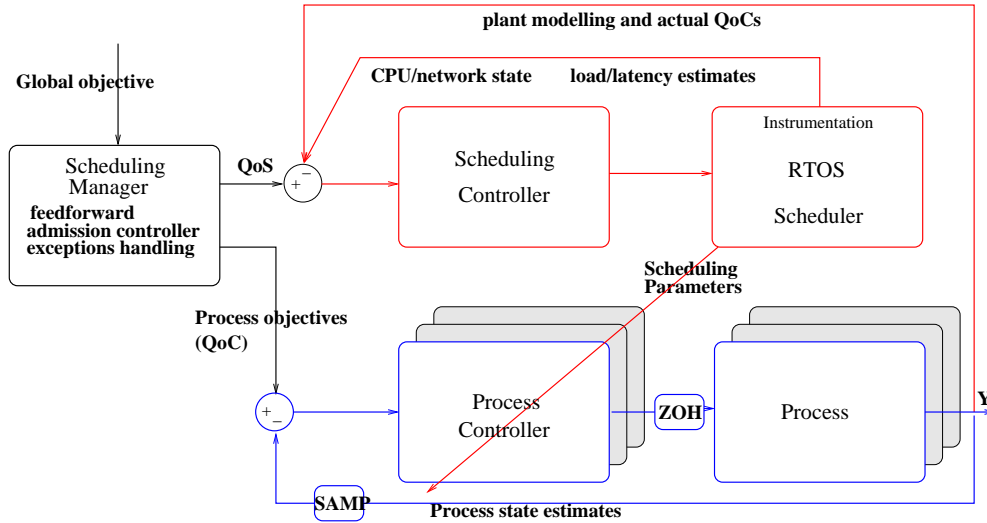 plant modelling and actual QoCs
CPU/network state load/latency estimates
Global objective
Instrumentation
RTOS
Scheduler
Scheduling
Controller
QoS
+ −
Scheduling
Manager
feedforward
admission controller
exceptions handling
Scheduling
Parameters
Process objectives
(QoC)
+ −
Process
Controller
ZOH
Process
Y
SAMP
Process state estimates